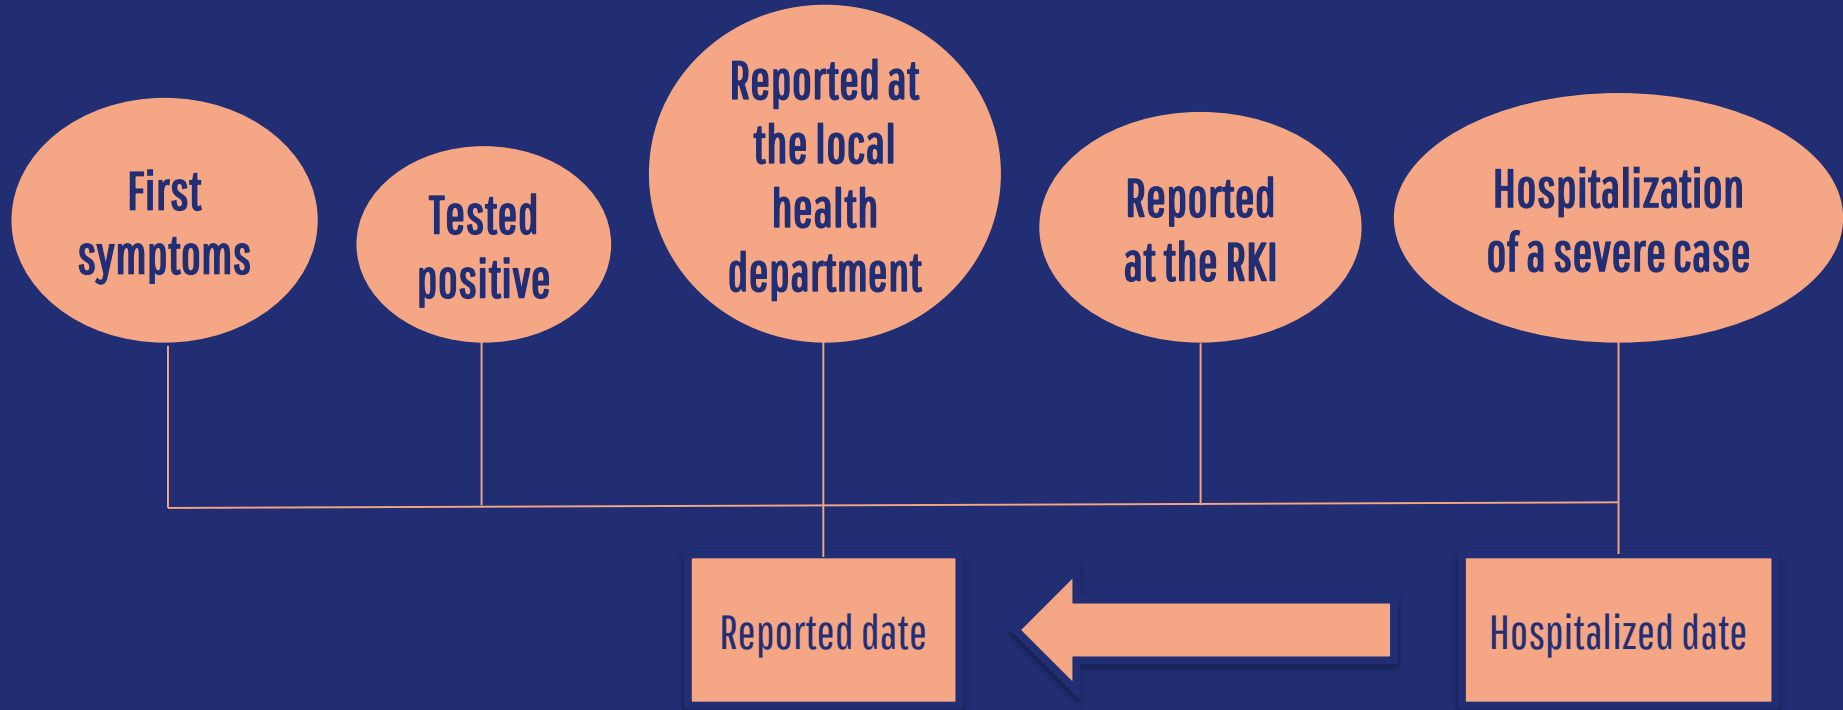 First
symptoms
Tested
positive
Reported at
the local
health
department
Reported
at the RKI
Hospitalization
of a severe case
Reported date
Hospitalized date